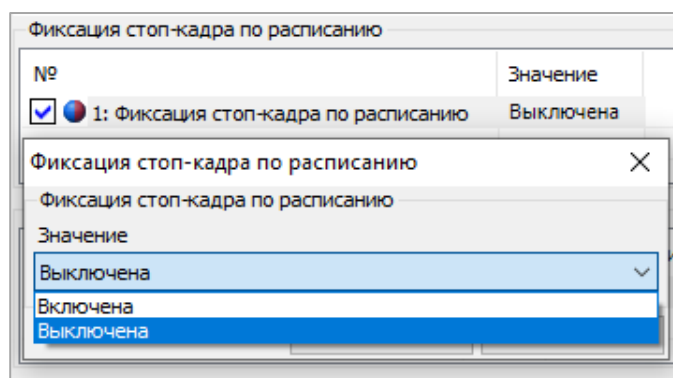 Фиксация стоп-кадра по расписанию
№ Значение
1: Фиксация стоп-кадра по расписанию Выключена
Фиксация стоп-кадра по расписанию
Фиксация стоп-кадра по расписанию
Значение
Выключена
Включена
Выключена